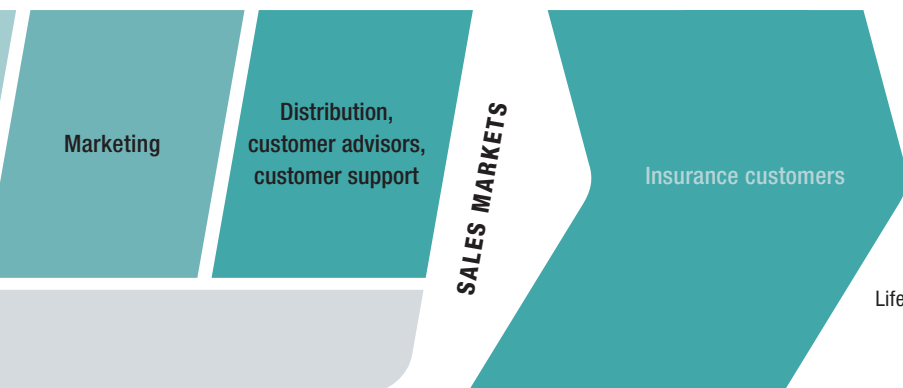 Marketing
Distribution,
customer advisors,
customer support
SALES MARKETS
Insurance customers
Life